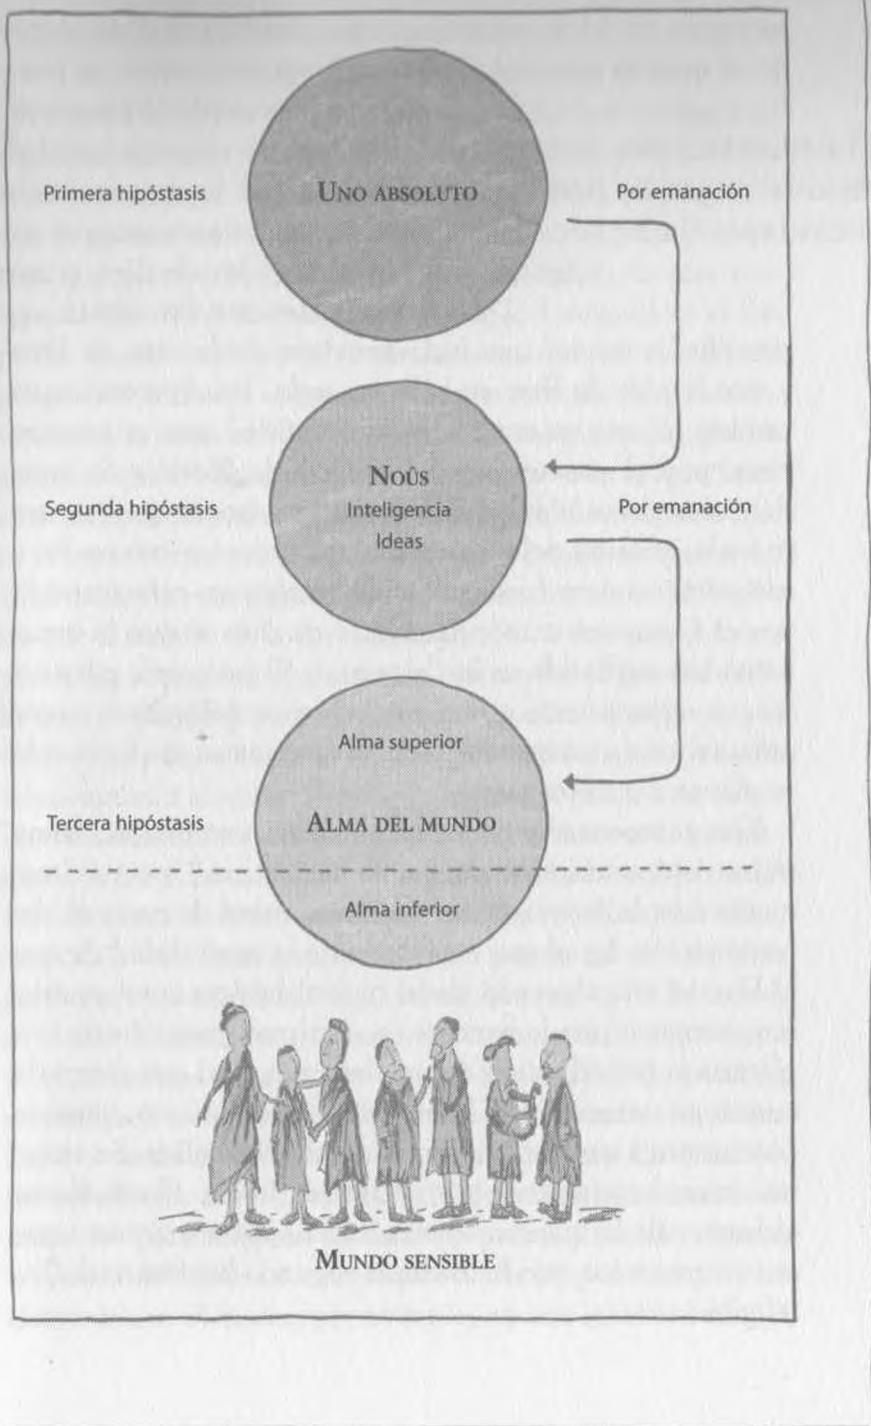 Primera hipóstasis
UNO ABSOLUTO
Por emanación
NOÛS
Segunda hipóstasis
Inteligencia
Por emanación
Ideas
Alma superior
Tercera hipóstasis
ALMA DEL MUNDO
Alma inferior
MUNDO SENSIBLE